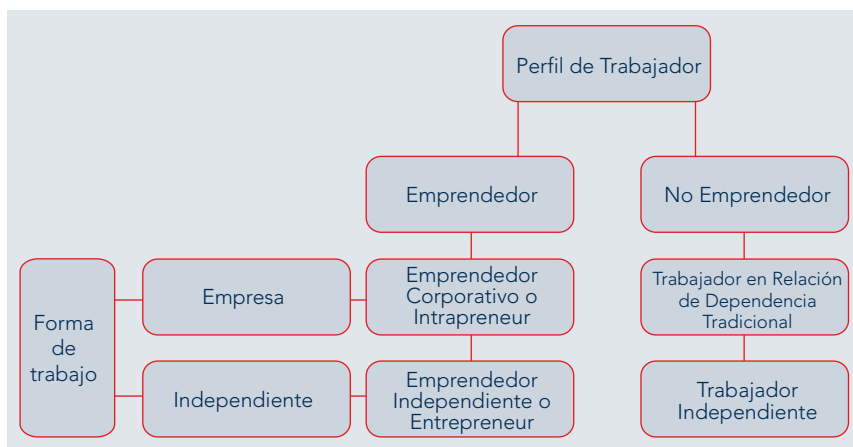 Perfil de Trabajador
Emprendedor
No Emprendedor
Forma
de
trabajo
Empresa
Emprendedor
Corporativo o
Intrapreneur
Trabajador en Relación
de Dependencia
Tradicional
Independiente
Emprendedor
Independiente o
Entrepreneur
Trabajador
Independiente